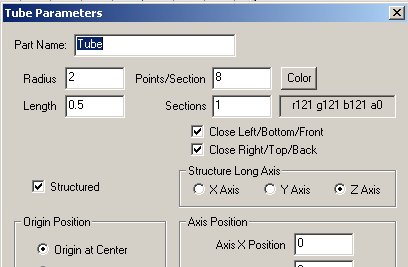 Tube Parameters
Part Name: Tube
Radius 2 Points/Section 8 Color
Length 0.5 Sections 1 r121 g121 b121 a0
Close Left/Bottom/Front
Close Right/Top/Back
Structure Long Axis
Structured X Axis Y Axis Z Axis
Origin Position Axis Position
Origin at Center Axis X Position 0